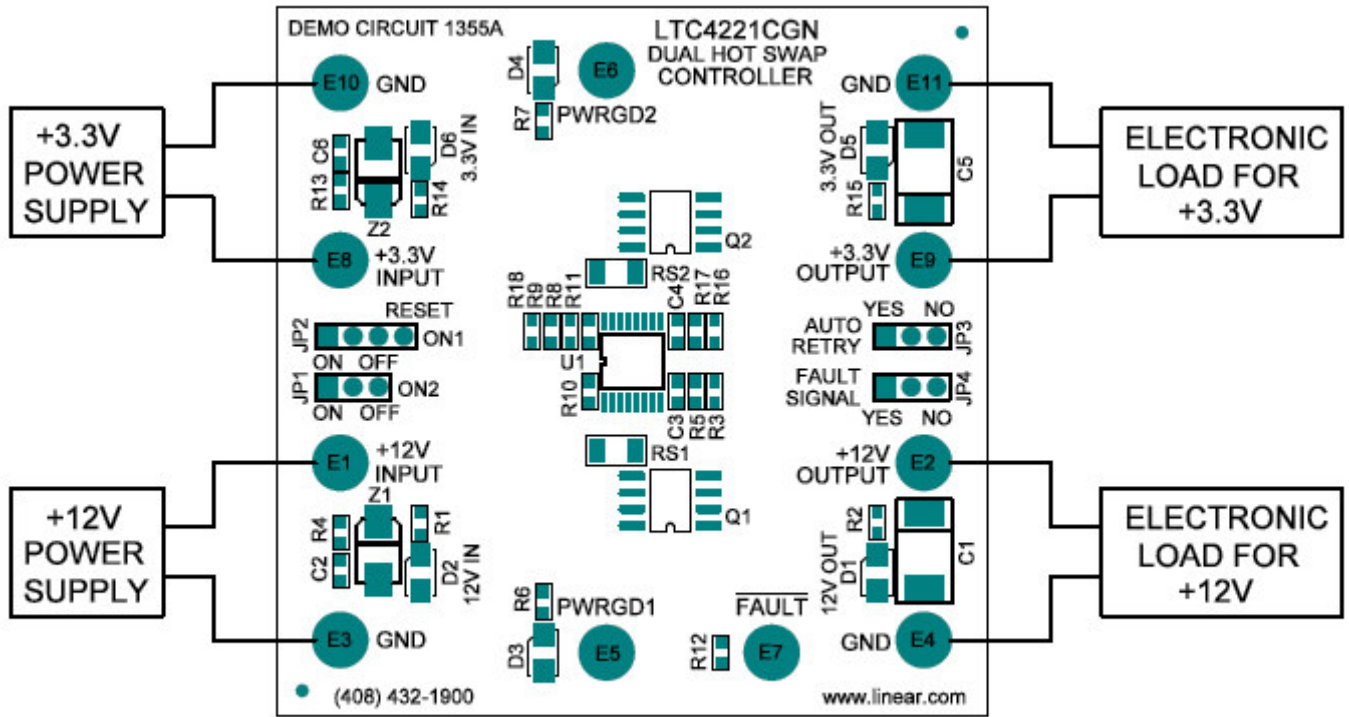 DEMO CIRCUIT 1355A
LTC4221CGN
DUAL HOT SWAP
CONTROLLER
+3.3V
POWER
SUPPLY
E10
GND
C6
R13
Z2
D6
3.3V IN
R14
E8
+3.3V
INPUT
D4
R7
E6
PWRGD2
E11
GND
3.3V OUT
D5
R15
C5
+3.3V
OUTPUT
E9
ELECTRONIC
LOAD FOR
+3.3V
Q2
RS2
R18
R9
R8
R11
C4
R17
R16
U1
R10
C3
R5
R3
RS1
Q1
RESET
JP2
ON1
ON OFF
JP1
ON2
ON OFF
YES NO
AUTO
RETRY
JP3
FAULT
SIGNAL
JP4
YES NO
+12V
POWER
SUPPLY
E1
+12V
INPUT
Z1
R4
C2
R1
D2
12V IN
E3
GND
R6
PWRGD1
D3
E5
FAULT
R12
E7
+12V
OUTPUT
E2
R2
12V OUT
D1
C1
GND
E4
ELECTRONIC
LOAD FOR
+12V
(408) 432-1900
www.linear.com